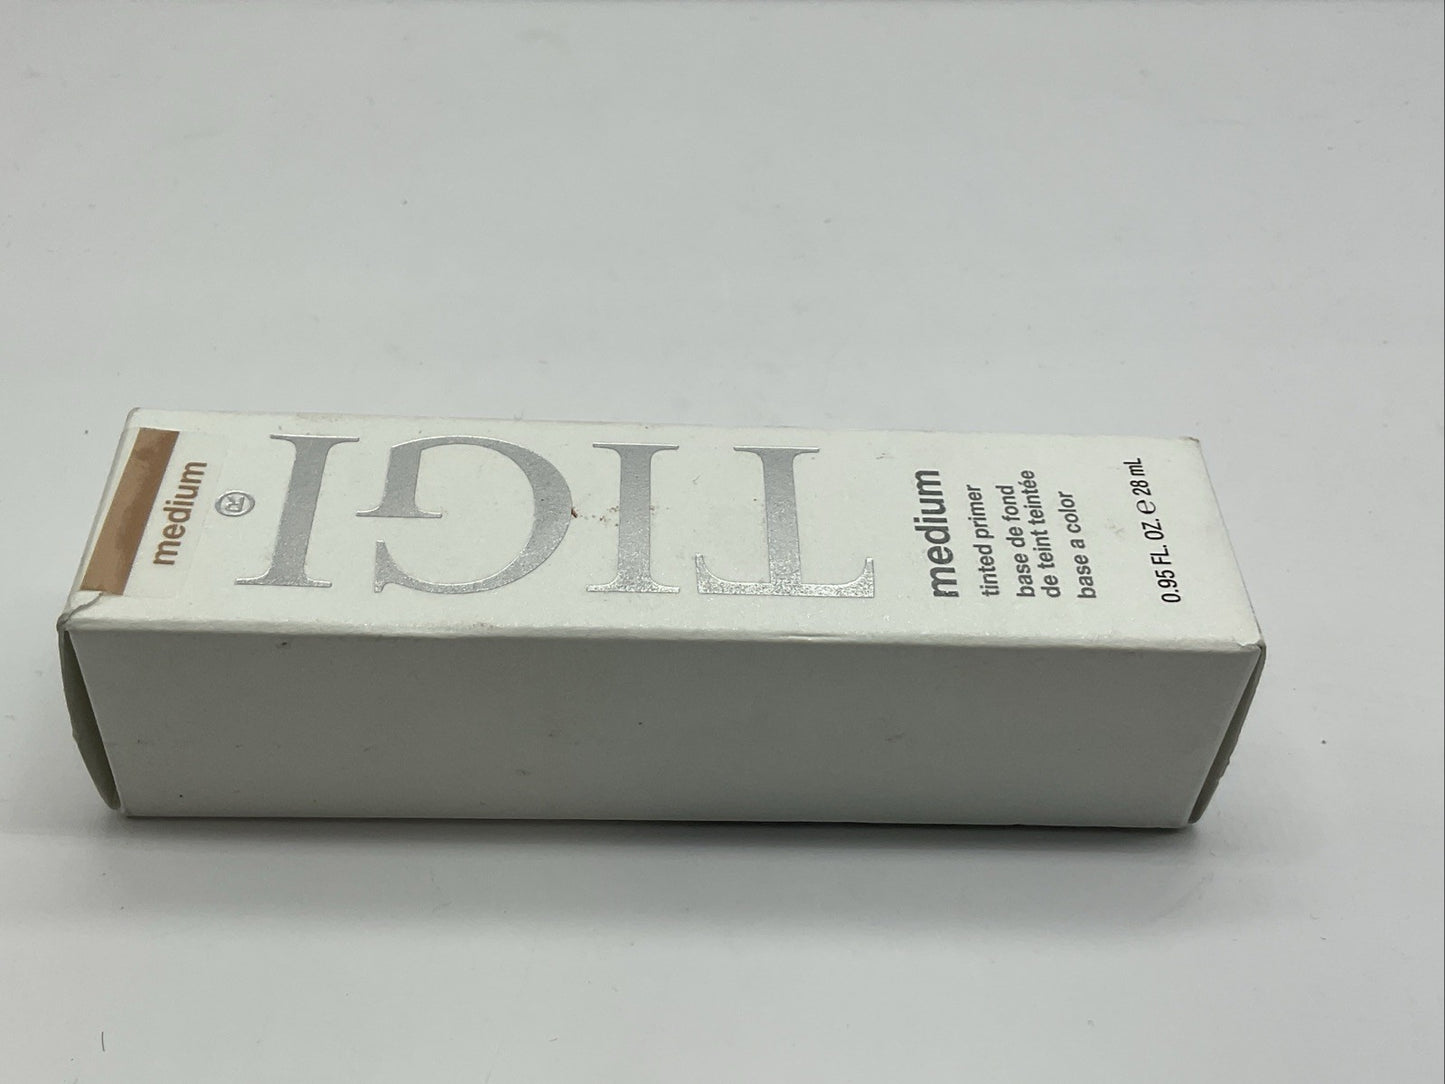 medium
®
TIGI
medium
tinted primer
base de fond
de teint teintée
base a color
0.95 FL. OZ. ℮ 28 mL